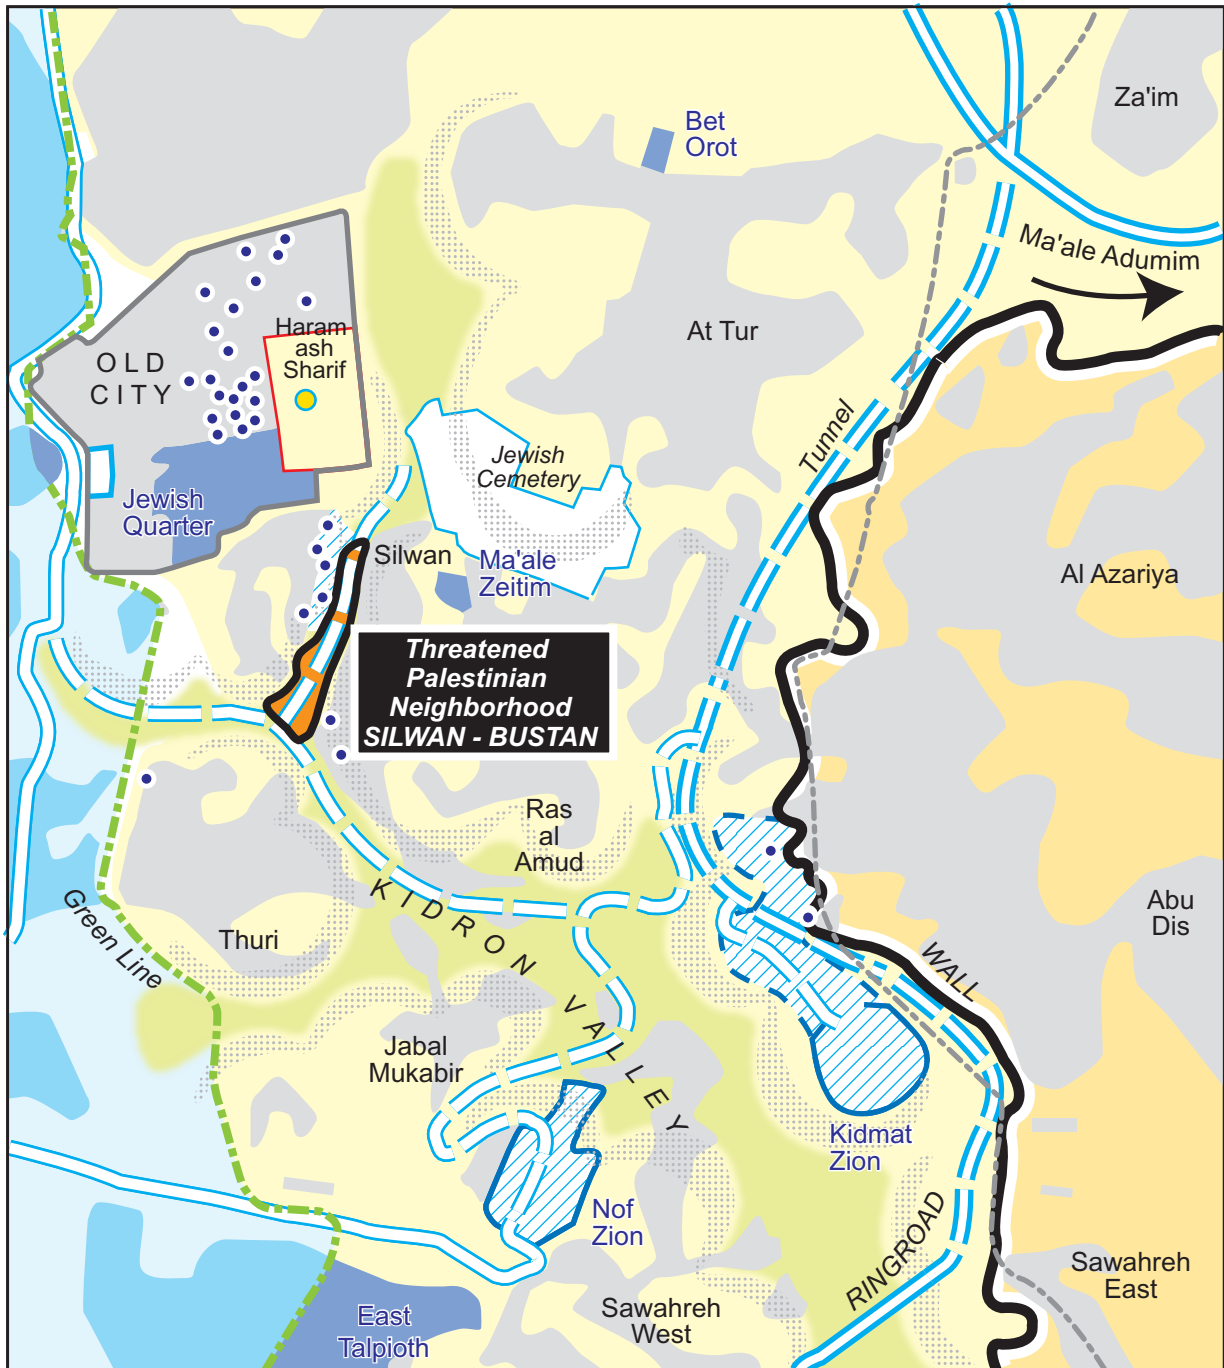 Za'im
Bet
Orot
Ma'ale Adumim
Haram
ash
Sharif
At Tur
OLD
CITY
Tunnel
Jewish
Cemetery
Jewish
Quarter
Silwan
Ma'ale
Zeitim
Al Azariya
Threatened
Palestinian
Neighborhood
SILWAN - BUSTAN
Ras
al
Amud
Green Line
KIDRON VALLEY
Abu
Dis
Thuri
WALL
Jabal
Mukabir
Kidmat
Zion
Nof
Zion
RINGROAD
Sawahreh
East
East
Talpioth
Sawahreh
West